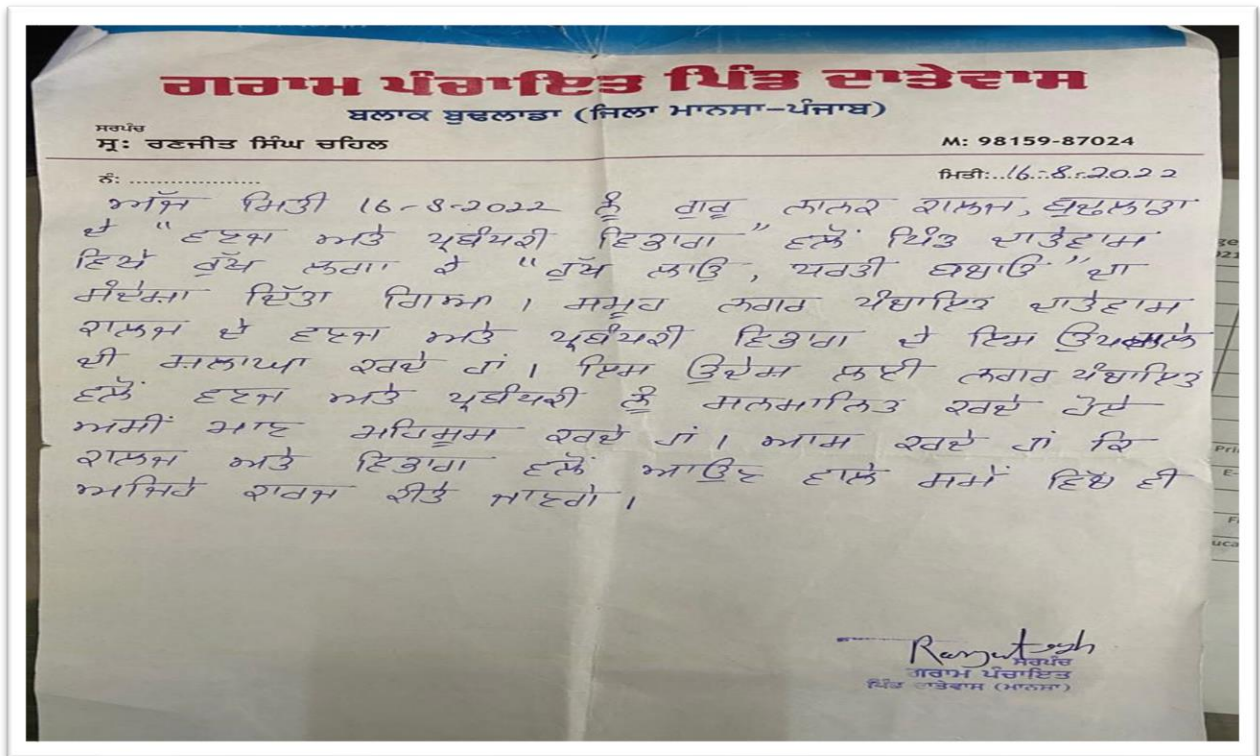 ਗਰਾਮ ਪੰਚਾਇਤ ਪਿੰਡ ਦਾਤੇਵਾਸ
ਬਲਾਕ ਬੁਢਲਾਡਾ (ਜਿਲਾ ਮਾਨਸਾ-ਪੰਜਾਬ)
ਸਰਪੰਚ
ਸ੍ਰ: ਰਣਜੀਤ ਸਿੰਘ ਚਹਿਲ M: 98159-87024
ਨੰ: .................. ਮਿਤੀ:..16-8-2022
ਅੱਜ ਮਿਤੀ 16-8-2022 ਨੂੰ ਗੁਰੂ ਨਾਨਕ ਕਾਲਜ, ਬੁਢਲਾਡਾ
ਦੇ "ਵਣਜ ਅਤੇ ਪ੍ਰਬੰਧਕੀ ਵਿਭਾਗ" ਵਲੋਂ ਪਿੰਡ ਦਾਤੇਵਾਸ
ਵਿਖੇ ਰੁੱਖ ਲਗਾ ਕੇ "ਰੁੱਖ ਲਾਉ, ਧਰਤੀ ਬਚਾਉ" ਦਾ
ਸੰਦੇਸ਼ਾ ਦਿੱਤਾ ਗਿਆ। ਸਮੂਹ ਨਗਰ ਪੰਚਾਇਤ ਦਾਤੇਵਾਸ
ਕਾਲਜ ਦੇ ਵਣਜ ਅਤੇ ਪ੍ਰਬੰਧਕੀ ਵਿਭਾਗ ਦੇ ਇਸ ਉਪਰਾਲੇ
ਦੀ ਸ਼ਲਾਘਾ ਕਰਦੇ ਹਾਂ। ਇਸ ਉਦੇਸ਼ ਲਈ ਨਗਰ ਪੰਚਾਇਤ
ਵਲੋਂ ਵਣਜ ਅਤੇ ਪ੍ਰਬੰਧਕੀ ਨੂੰ ਸਨਮਾਨਿਤ ਕਰਦੇ ਹੋਏ
ਅਸੀਂ ਮਾਣ ਮਹਿਸੂਸ ਕਰਦੇ ਹਾਂ। ਆਸ ਕਰਦੇ ਹਾਂ ਕਿ
ਕਾਲਜ ਅਤੇ ਵਿਭਾਗ ਵਲੋਂ ਆਉਣ ਵਾਲੇ ਸਮੇਂ ਵਿੱਚ ਵੀ
ਅਜਿਹੇ ਕਾਰਜ ਕੀਤੇ ਜਾਣਗੇ।
ਸਰਪੰਚ
ਗਰਾਮ ਪੰਚਾਇਤ
ਪਿੰਡ ਦਾਤੇਵਾਸ (ਮਾਨਸਾ)